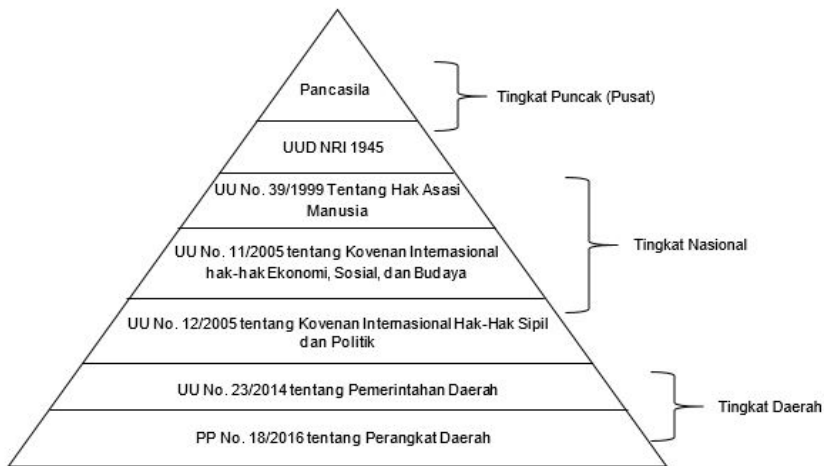 Pancasila
Tingkat Puncak (Pusat)
UUD NRI 1945
UU No. 39/1999 Tentang Hak Asasi
Manusia
UU No. 11/2005 tentang Kovenan Internasional
hak-hak Ekonomi, Sosial, dan Budaya
Tingkat Nasional
UU No. 12/2005 tentang Kovenan Internasional Hak-Hak Sipil
dan Politik
UU No. 23/2014 tentang Pemerintahan Daerah
Tingkat Daerah
PP No. 18/2016 tentang Perangkat Daerah